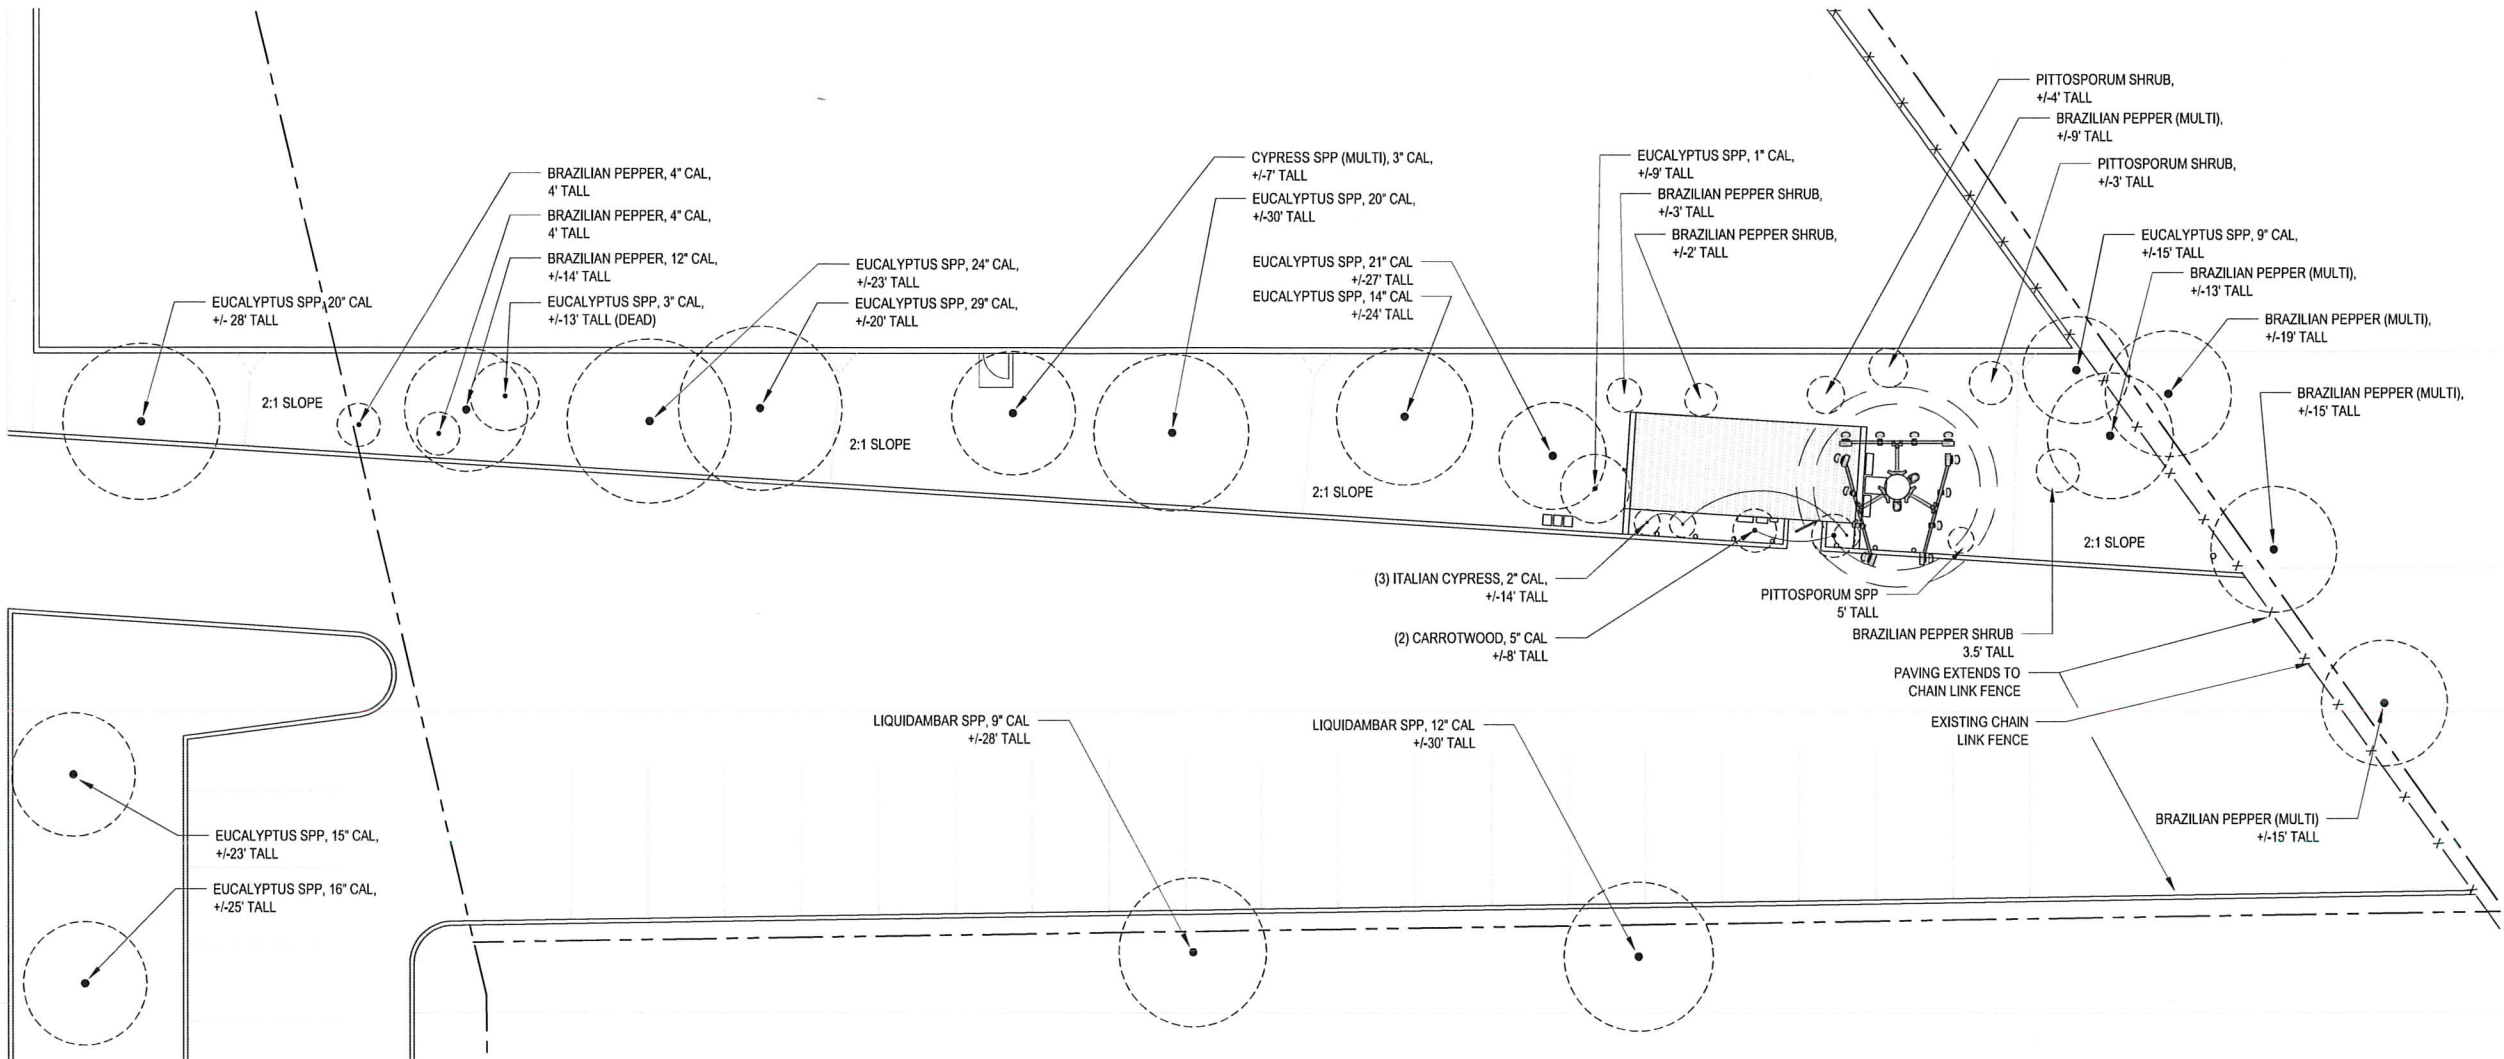 PITTOSPORUM SHRUB,
+/-4' TALL
BRAZILIAN PEPPER (MULTI),
+/-9' TALL
PITTOSPORUM SHRUB,
+/-3' TALL
CYPRESS SPP (MULTI), 3" CAL,
+/-7' TALL
EUCALYPTUS SPP, 20" CAL,
+/-30' TALL
EUCALYPTUS SPP, 1" CAL,
+/-9' TALL
BRAZILIAN PEPPER SHRUB,
+/-3' TALL
BRAZILIAN PEPPER SHRUB,
+/-2' TALL
BRAZILIAN PEPPER, 4" CAL,
4' TALL
BRAZILIAN PEPPER, 4" CAL,
4' TALL
BRAZILIAN PEPPER, 12" CAL,
+/-14' TALL
EUCALYPTUS SPP, 3" CAL,
+/-13' TALL (DEAD)
EUCALYPTUS SPP, 20" CAL
+/- 28' TALL
EUCALYPTUS SPP, 24" CAL,
+/-23' TALL
EUCALYPTUS SPP, 29" CAL,
+/-20' TALL
EUCALYPTUS SPP, 21" CAL
+/-27' TALL
EUCALYPTUS SPP, 14" CAL
+/-24' TALL
EUCALYPTUS SPP, 9" CAL,
+/-15' TALL
BRAZILIAN PEPPER (MULTI),
+/-13' TALL
BRAZILIAN PEPPER (MULTI),
+/-19' TALL
BRAZILIAN PEPPER (MULTI),
+/-15' TALL
2:1 SLOPE
2:1 SLOPE
2:1 SLOPE
2:1 SLOPE
(3) ITALIAN CYPRESS, 2" CAL,
+/-14' TALL
(2) CARROTWOOD, 5" CAL
+/-8' TALL
PITTOSPORUM SPP
5' TALL
BRAZILIAN PEPPER SHRUB
3.5' TALL
PAVING EXTENDS TO
CHAIN LINK FENCE
EXISTING CHAIN
LINK FENCE
LIQUIDAMBAR SPP, 9" CAL
+/-28' TALL
LIQUIDAMBAR SPP, 12" CAL
+/-30' TALL
BRAZILIAN PEPPER (MULTI)
+/-15' TALL
EUCALYPTUS SPP, 15" CAL,
+/-23' TALL
EUCALYPTUS SPP, 16" CAL,
+/-25' TALL